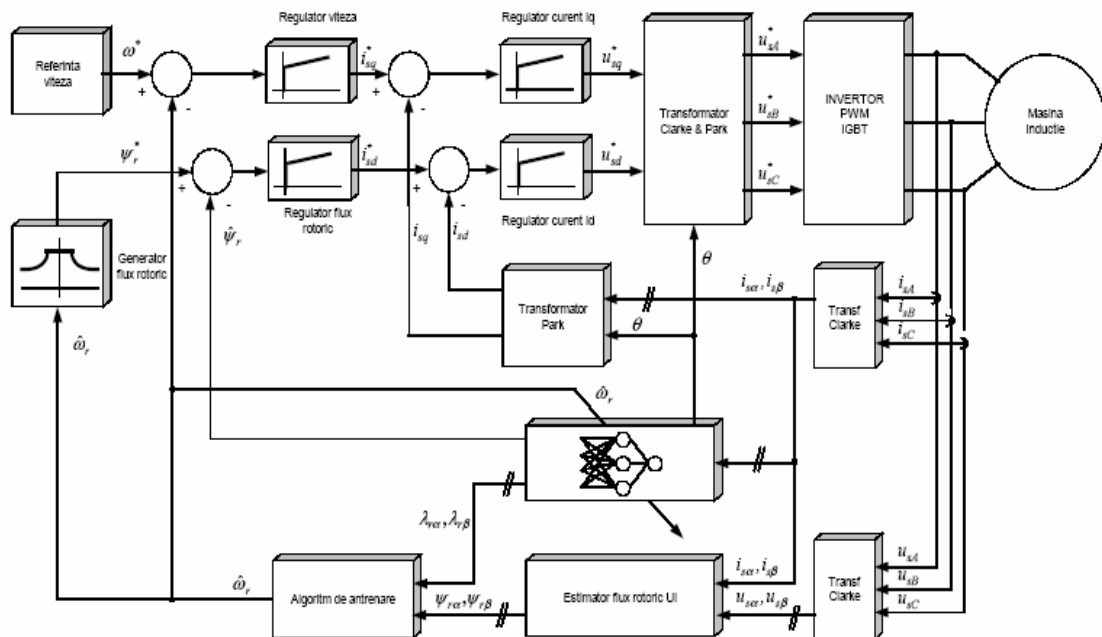 Regulator viteza
Regulator curent Iq
Referinta
viteza
ω*
+
-
i*sq
+
-
u*sq
Transformator
Clarke & Park
u*sA
u*sB
u*sC
INVERTOR
PWM
IGBT
Masina
Inductie
ψ*r
+
-
i*sd
+
-
u*sd
Regulator flux
rotoric
Regulator curent Id
ψ̂r
isq
isd
Generator
flux rotoric
θ
Transformator
Park
isα, isβ
θ
Transf
Clarke
isA
isB
isC
ω̂r
ω̂r
λrα, λrβ
ω̂r
Algoritm de antrenare
ψrα, ψrβ
Estimator flux rotoric UI
isα, isβ
usα, usβ
Transf
Clarke
usA
usB
usC